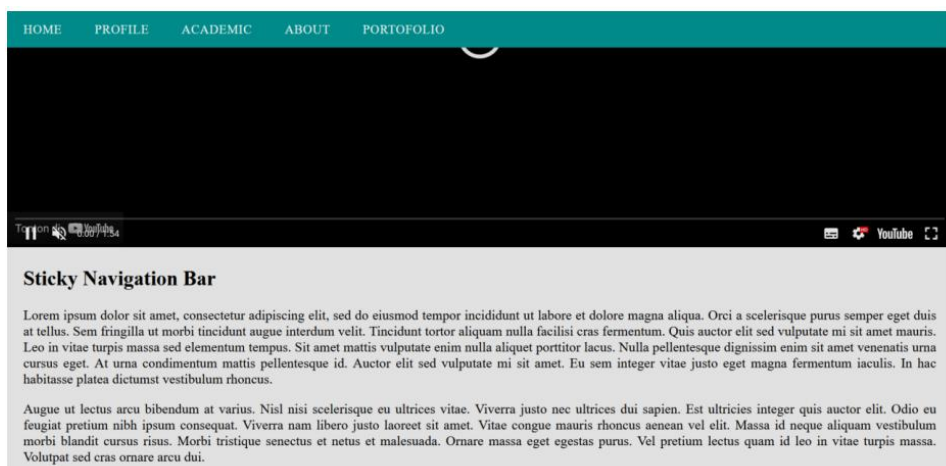 HOME PROFILE ACADEMIC ABOUT PORTOFOLIO
YouTube
YouTube
Sticky Navigation Bar
Lorem ipsum dolor sit amet, consectetur adipiscing elit, sed do eiusmod tempor incididunt ut labore et dolore magna aliqua. Orci a scelerisque purus semper eget duis
at tellus. Sem fringilla ut morbi tincidunt augue interdum velit. Tincidunt tortor aliquam nulla facilisi cras fermentum. Quis auctor elit sed vulputate mi sit amet mauris.
Leo in vitae turpis massa sed elementum tempus. Sit amet mattis vulputate enim nulla aliquet porttitor lacus. Nulla pellentesque dignissim enim sit amet venenatis urna
cursus eget. At urna condimentum mattis pellentesque id. Auctor elit sed vulputate mi sit amet. Eu sem integer vitae justo eget magna fermentum iaculis. In hac
habitasse platea dictumst vestibulum rhoncus.
Augue ut lectus arcu bibendum at varius. Nisl nisi scelerisque eu ultrices vitae. Viverra justo nec ultrices dui sapien. Est ultricies integer quis auctor elit. Odio eu
feugiat pretium nibh ipsum consequat. Viverra nam libero justo laoreet sit amet. Vitae congue mauris rhoncus aenean vel elit. Massa id neque aliquam vestibulum
morbi blandit cursus risus. Morbi tristique senectus et netus et malesuada. Ornare massa eget egestas purus. Vel pretium lectus quam id leo in vitae turpis massa.
Volutpat sed cras ornare arcu dui.